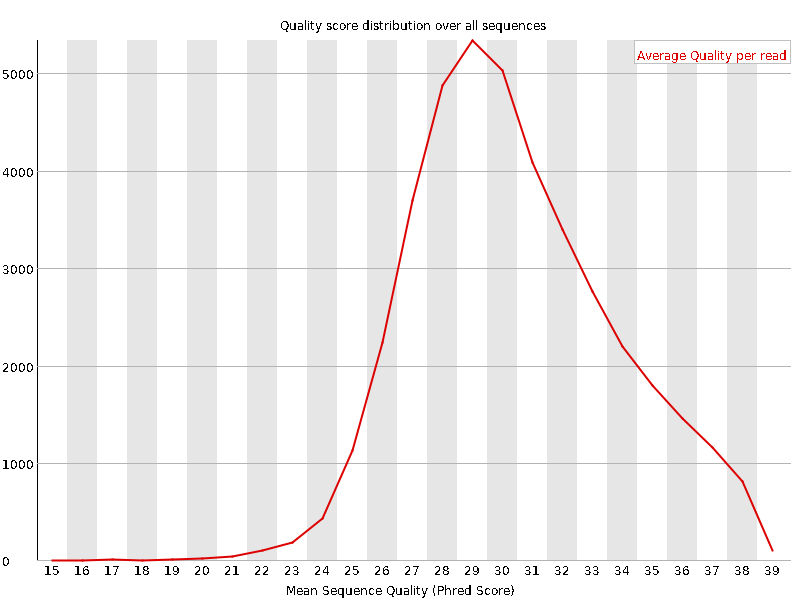 Quality score distribution over all sequences
Average Quality per read
5000
4000
3000
2000
1000
0
15 16 17 18 19 20 21 22 23 24 25 26 27 28 29 30 31 32 33 34 35 36 37 38 39
Mean Sequence Quality (Phred Score)